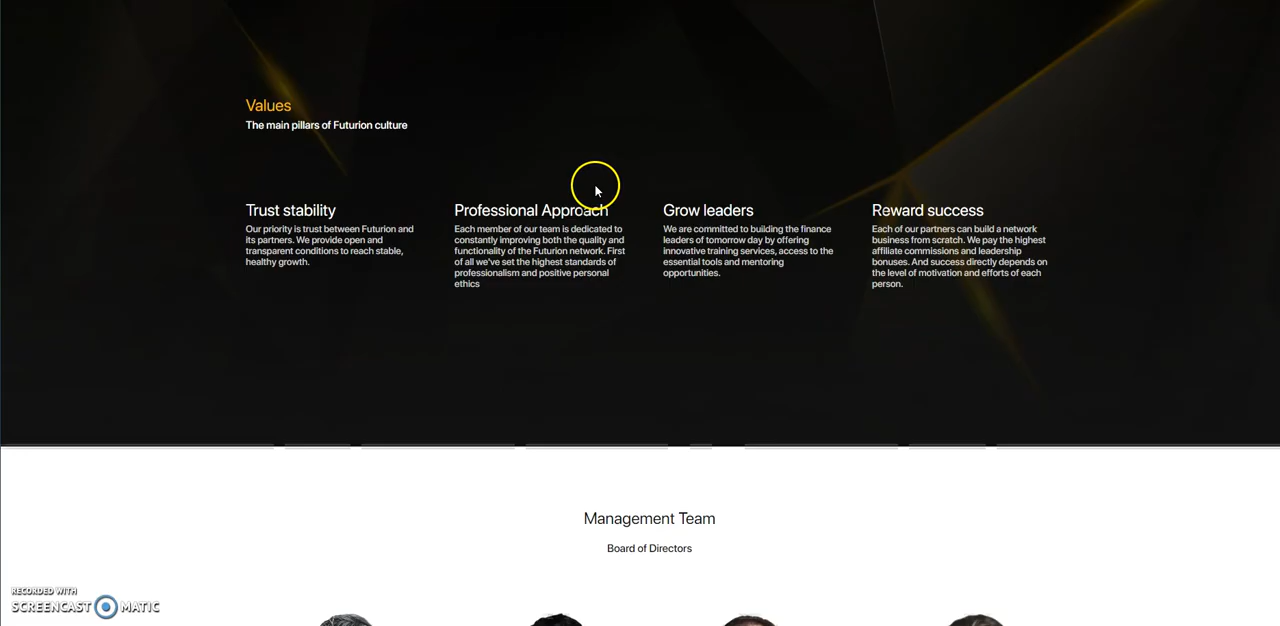 Values
The main pillars of Futurion culture
Trust stability
Our priority is trust between Futurion and
its partners. We provide open and
transparent conditions to reach stable,
healthy growth.
Professional Approach
Each member of our team is dedicated to
constantly improving both the quality and
functionality of the Futurion network. First
of all we've set the highest standards of
professionalism and positive personal
ethics
Grow leaders
We are committed to building the finance
leaders of tomorrow day by offering
innovative training services, access to the
essential tools and mentoring
opportunities.
Reward success
Each of our partners can build a network
business from scratch. We pay the highest
affiliate commissions and leadership
bonuses. And success directly depends on
the level of motivation and efforts of each
person.
Management Team
Board of Directors
RECORDED WITH
SCREENCAST MATIC